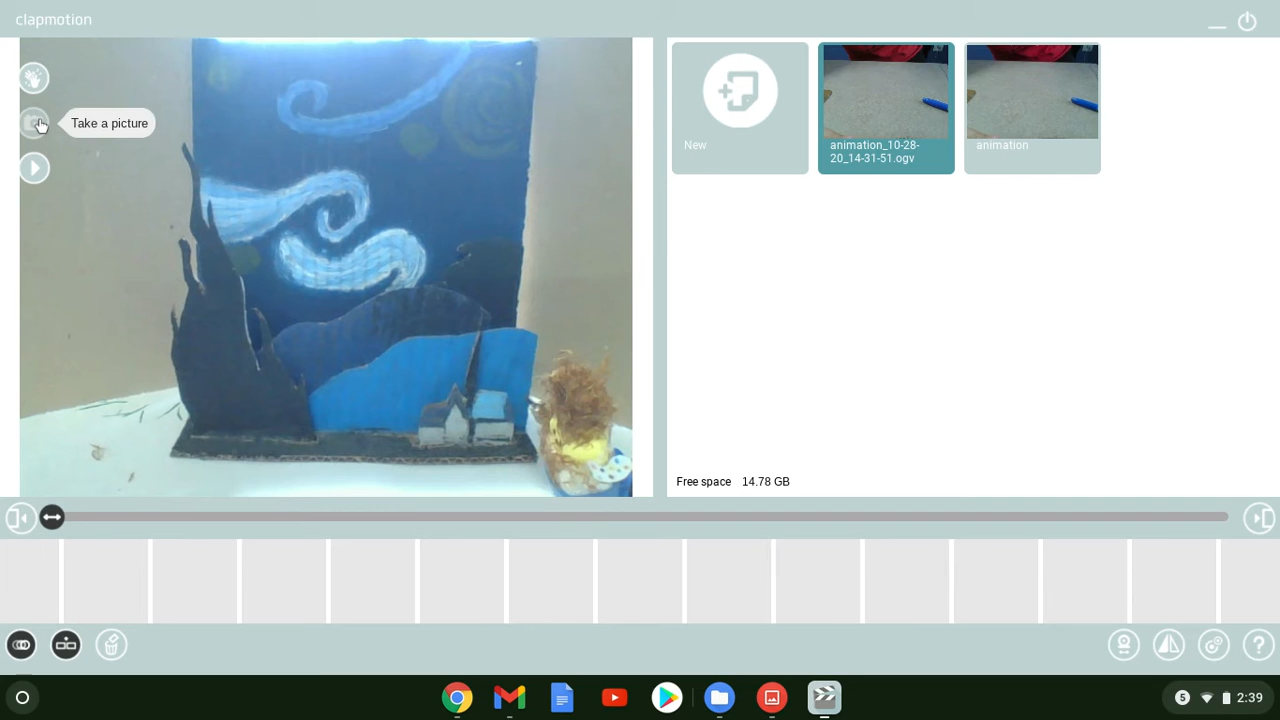 clapmotion
Take a picture
New
animation_10-28-
20_14-31-51.ogv
animation
Free space 14.78 GB
5
2:39